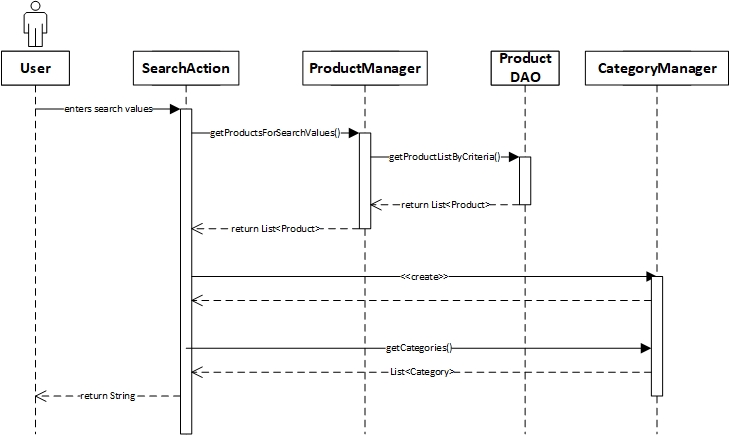 User
SearchAction
ProductManager
Product
DAO
CategoryManager
enters search values
getProductsForSearchValues()
getProductListByCriteria()
return List<Product>
return List<Product>
<<create>>
getCategories()
List<Category>
return String